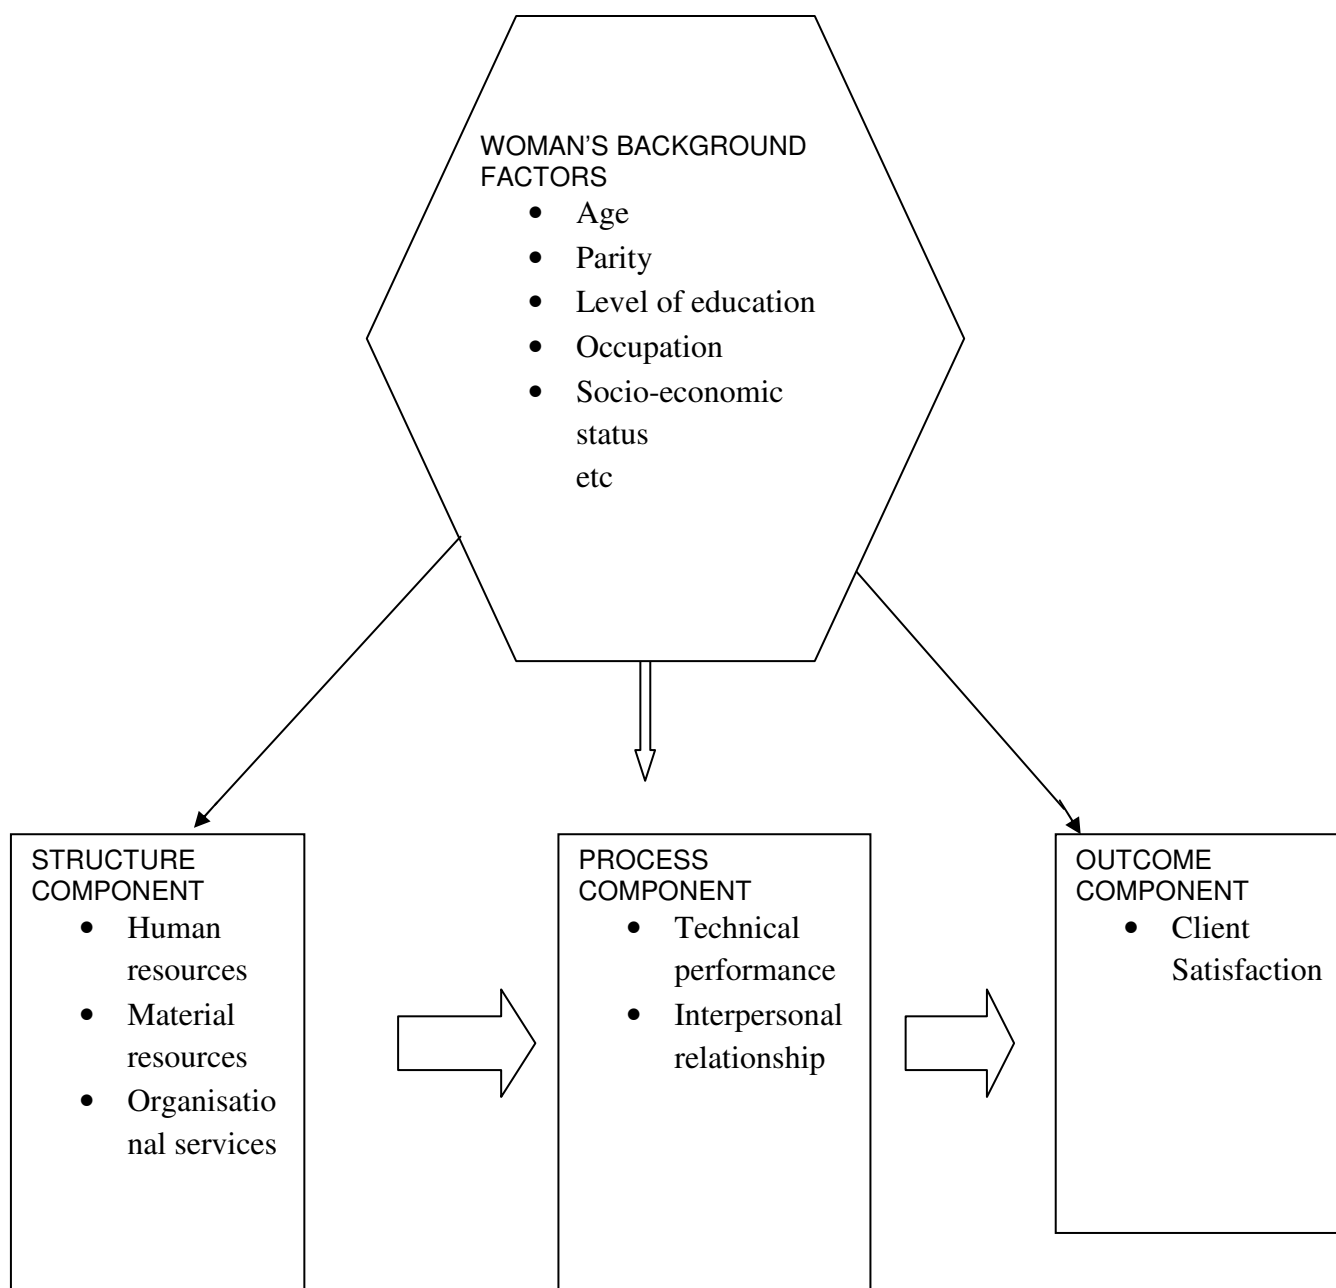 WOMAN'S BACKGROUND
FACTORS
• Age
• Parity
• Level of education
• Occupation
• Socio-economic
status
etc
STRUCTURE
COMPONENT
• Human
resources
• Material
resources
• Organisatio
nal services
PROCESS
COMPONENT
• Technical
performance
• Interpersonal
relationship
OUTCOME
COMPONENT
• Client
Satisfaction